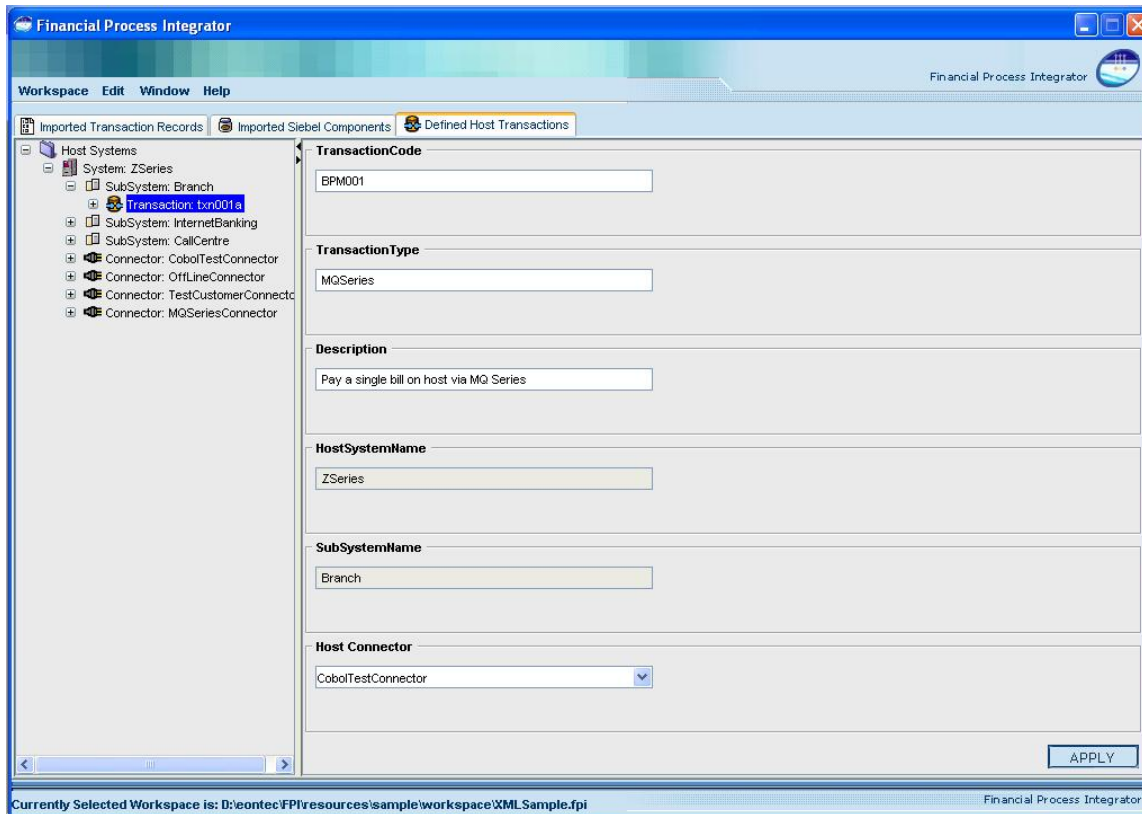 Financial Process Integrator
Financial Process Integrator
Workspace Edit Window Help
Imported Transaction Records Imported Siebel Components Defined Host Transactions
Host Systems
System: ZSeries
SubSystem: Branch
Transaction: txn001a
SubSystem: InternetBanking
SubSystem: CallCentre
Connector: CobolTestConnector
Connector: OffLineConnector
Connector: TestCustomerConnecto
Connector: MQSeriesConnector
TransactionCode
BPM001
TransactionType
MQSeries
Description
Pay a single bill on host via MQ Series
HostSystemName
ZSeries
SubSystemName
Branch
Host Connector
CobolTestConnector
APPLY
Currently Selected Workspace is: D:\eontec\FPI\resources\sample\workspace\XMLSample.fpi
Financial Process Integrator